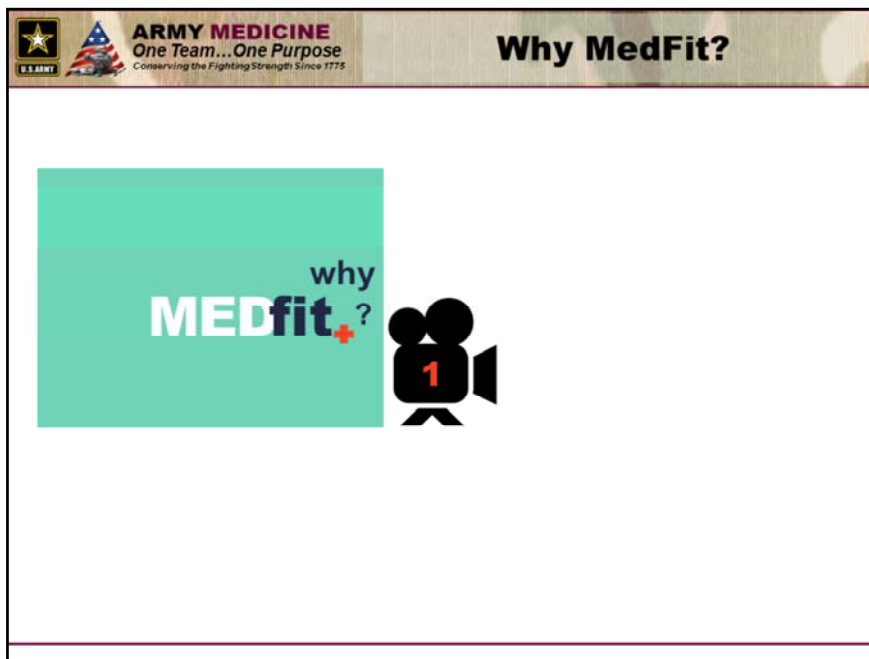 U.S.ARMY
ARMY MEDICINE
One Team...One Purpose
Conserving the Fighting Strength Since 1775
Why MedFit?
why
MEDfit+?
1